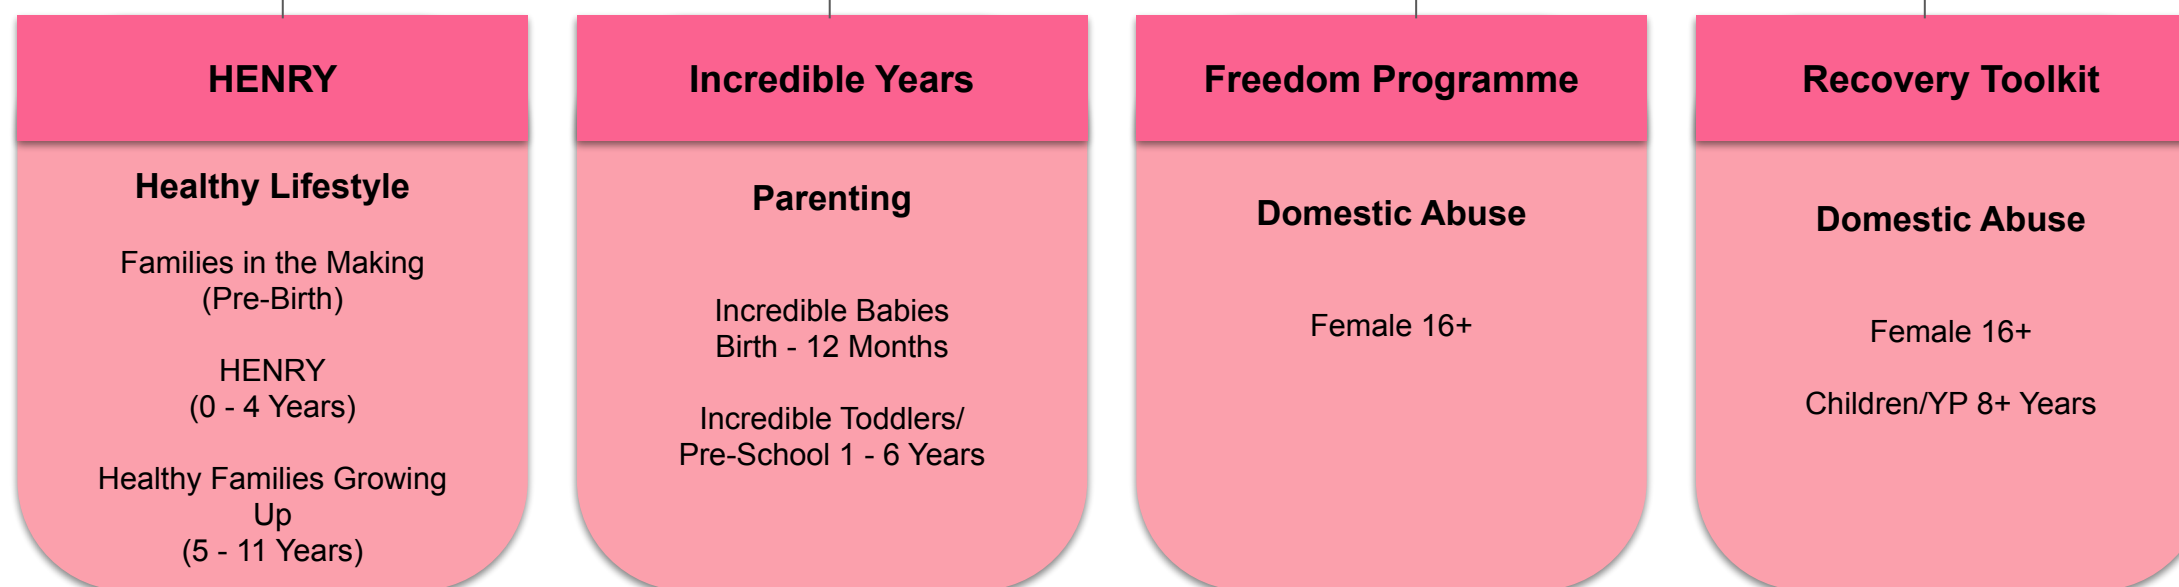 HENRY
Healthy Lifestyle
Families in the Making
(Pre-Birth)
HENRY
(0 - 4 Years)
Healthy Families Growing
Up
(5 - 11 Years)
Incredible Years
Parenting
Incredible Babies
Birth - 12 Months
Incredible Toddlers/
Pre-School 1 - 6 Years
Freedom Programme
Domestic Abuse
Female 16+
Recovery Toolkit
Domestic Abuse
Female 16+
Children/YP 8+ Years